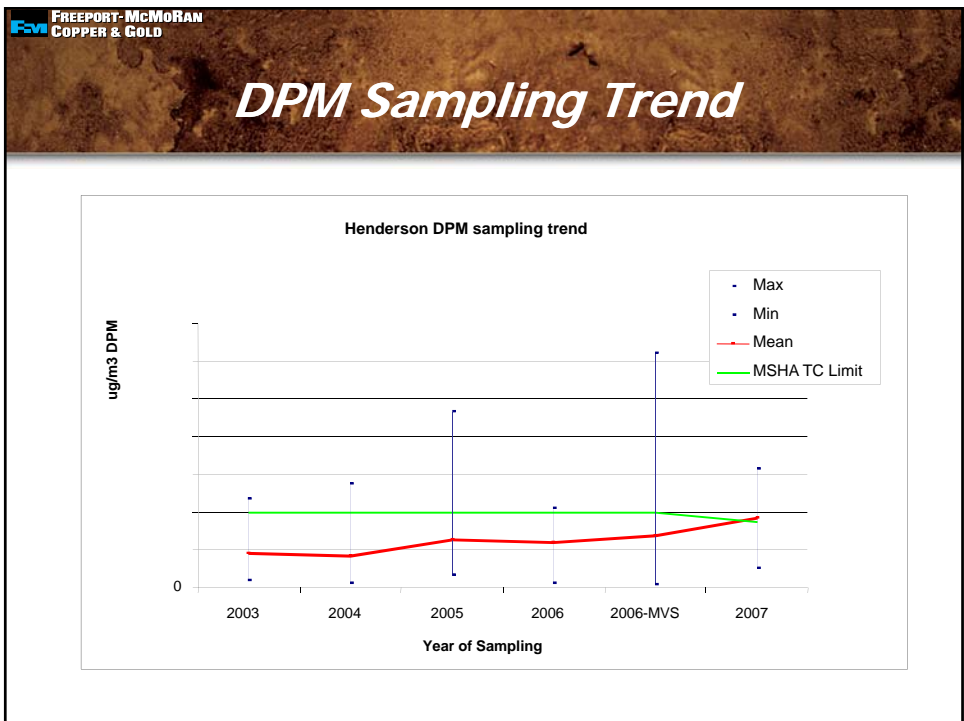 FREEPORT-MCMORAN
COPPER & GOLD
FMI
DPM Sampling Trend
Henderson DPM sampling trend
Max
Min
Mean
MSHA TC Limit
ug/m3 DPM
0
2003 2004 2005 2006 2006-MVS 2007
Year of Sampling